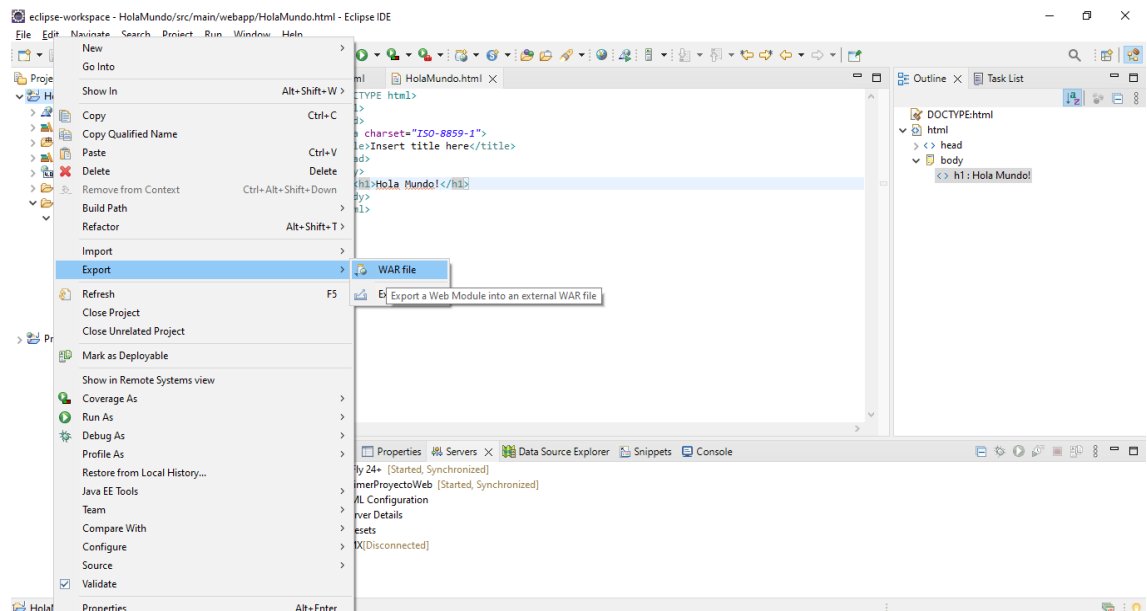 eclipse-workspace - HolaMundo/src/main/webapp/HolaMundo.html - Eclipse IDE
File Edit Navigate Search Project Run Window Help
New
Go Into
Show In Alt+Shift+W >
Copy Ctrl+C
Copy Qualified Name
Paste Ctrl+V
Delete Delete
Remove from Context Ctrl+Alt+Shift+Down
Build Path
Refactor Alt+Shift+T >
Import
Export
Refresh F5
Close Project
Close Unrelated Project
Mark as Deployable
Show in Remote Systems view
Coverage As
Run As
Debug As
Profile As
Restore from Local History...
Java EE Tools
Team
Compare With
Configure
Source
Validate
Properties Alt+Enter
WAR file
Export a Web Module into an external WAR file
HolaMundo.html
TYPE html>
charset="ISO-8859-1">
le>Insert title here</title>
<h1>Hola Mundo!</h1>
Outline
Task List
DOCTYPE:html
html
<> head
body
<> h1 : Hola Mundo!
Properties Servers Data Source Explorer Snippets Console
ly 24+ [Started, Synchronized]
imerProyectoWeb [Started, Synchronized]
ML Configuration
rver Details
esets
MX[Disconnected]